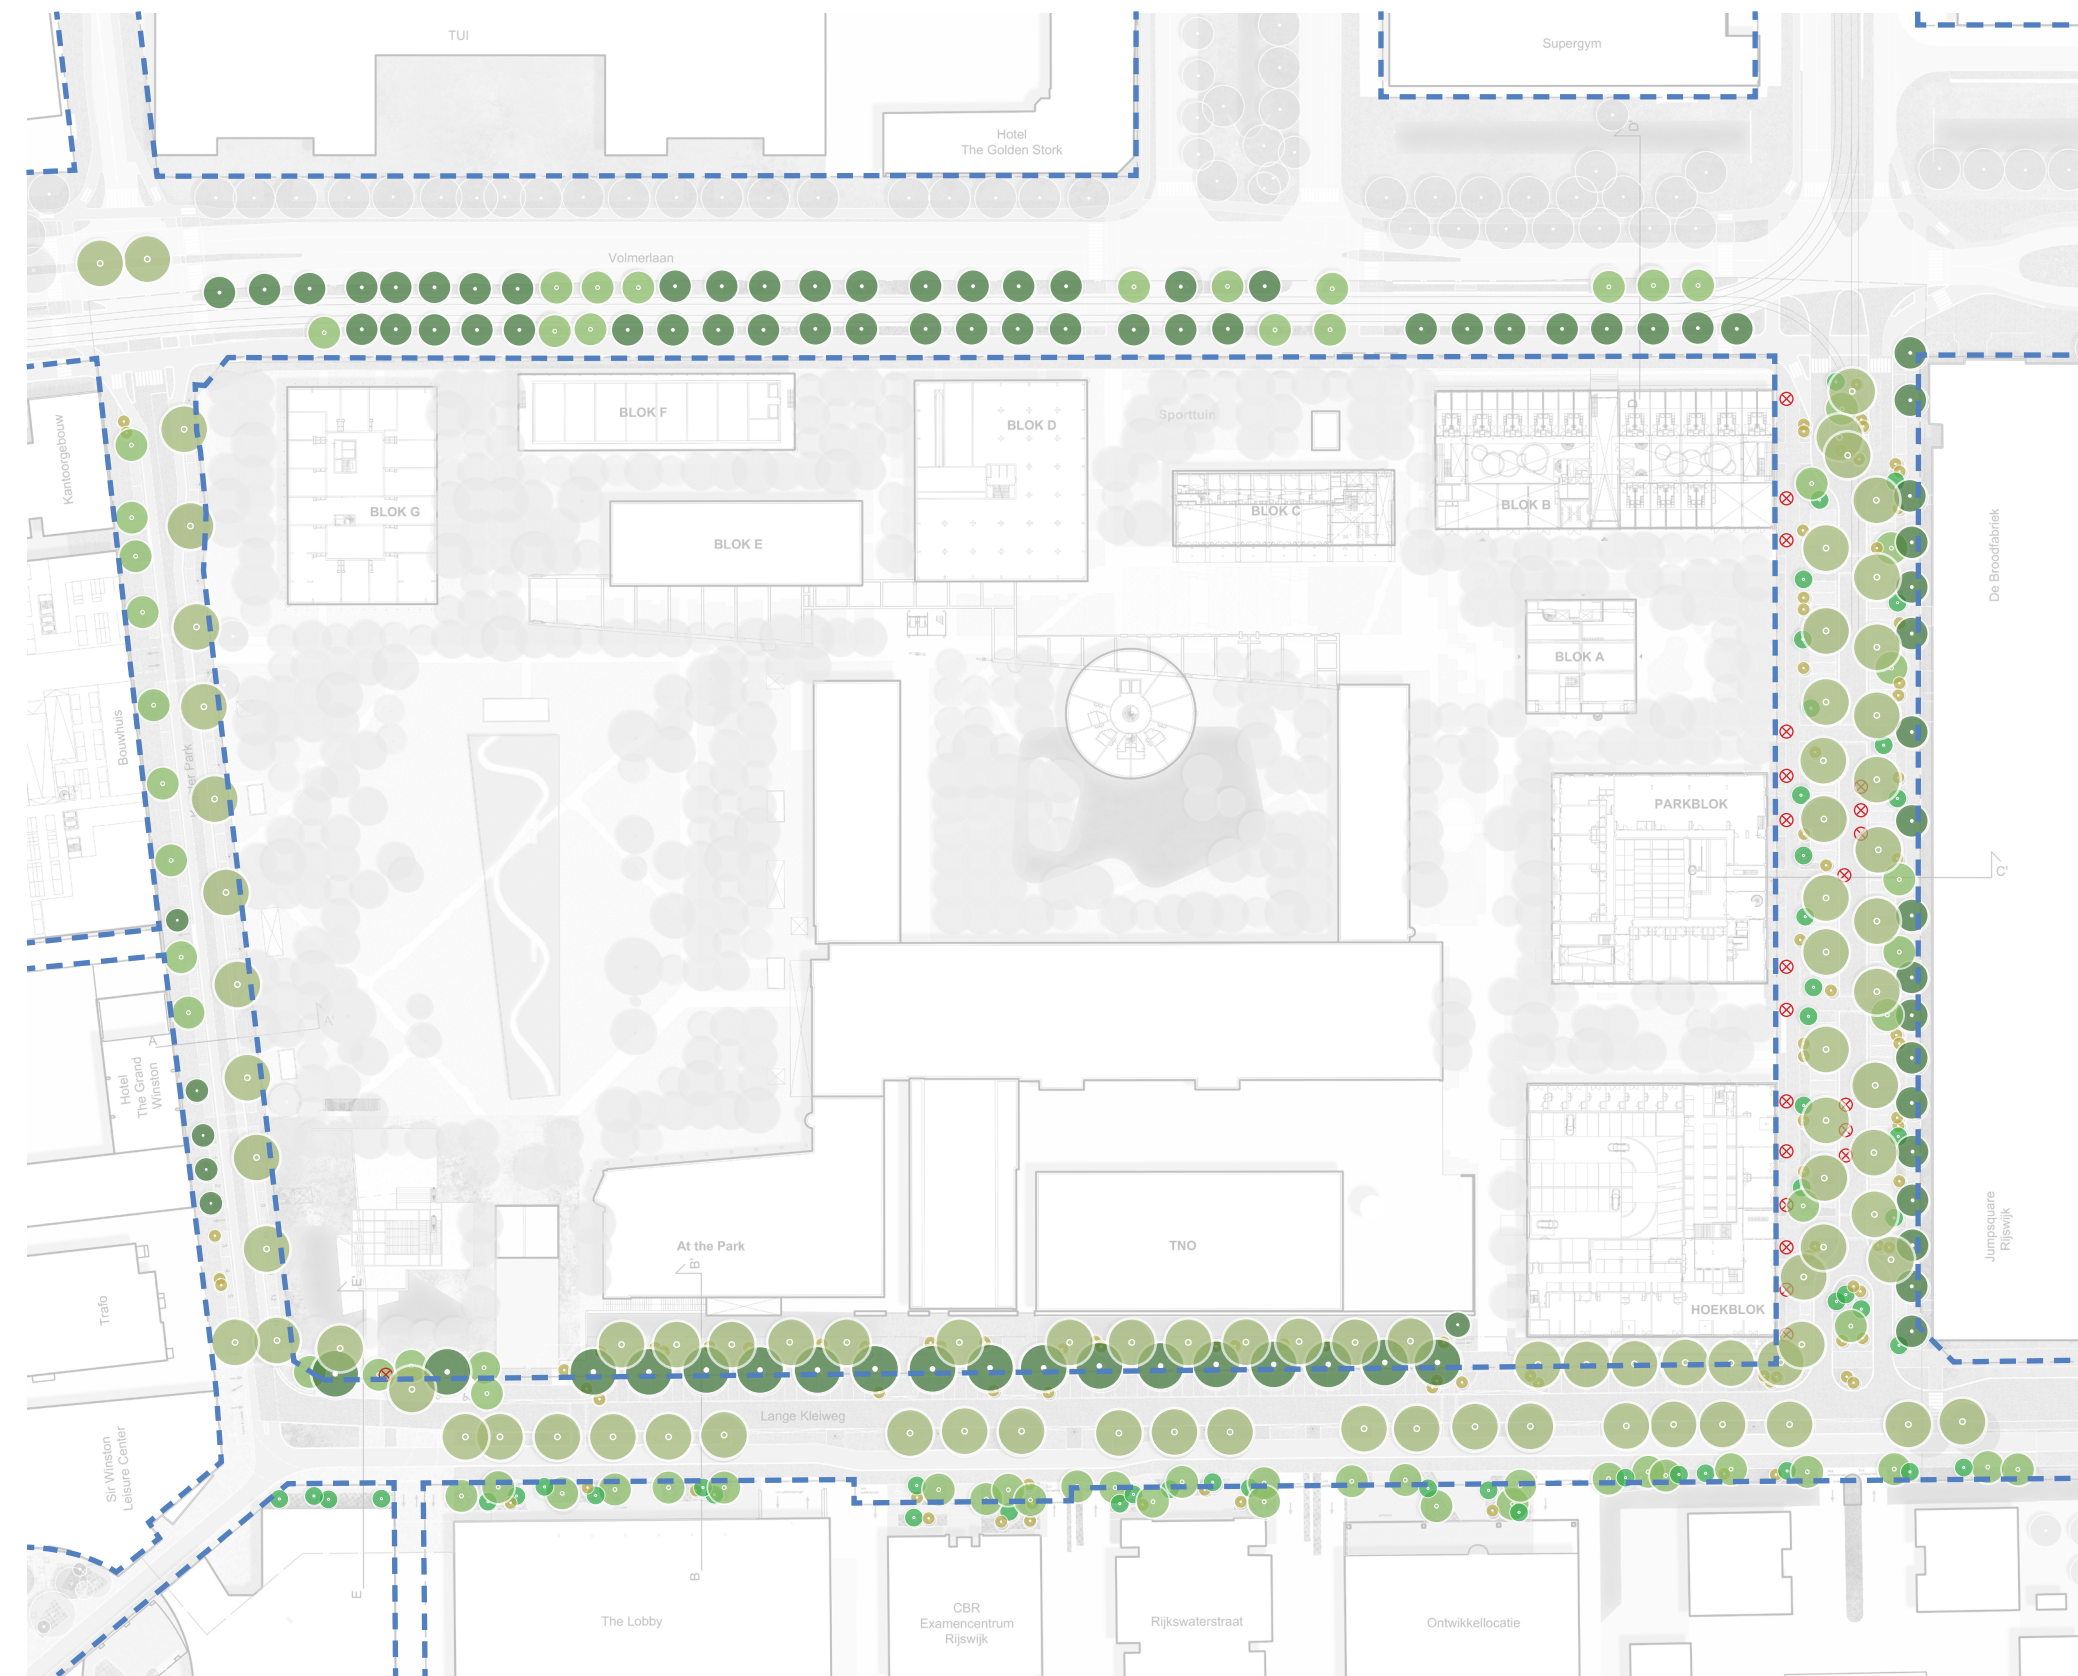 TUI
Supergym
Hotel
The Golden Stork
D'
Volmerlaan
BLOK F
BLOK D
Sporttuin
D
Kantoorgebouw
BLOK G
BLOK E
BLOK C
BLOK B
De Broodfabriek
BLOK A
Bouwhuis
Park
PARKBLOK
C
C'
A
A'
Hotel
The Grand
Winston
At the Park
TNO
Jumpsquare
Rijswijk
B'
E'
Trafo
HOEKBLOK
Lange Kleiweg
Sir Winston
Leisure Center
E
B
The Lobby
CBR
Examencentrum
Rijswijk
Rijkswaterstraat
Ontwikkellocatie